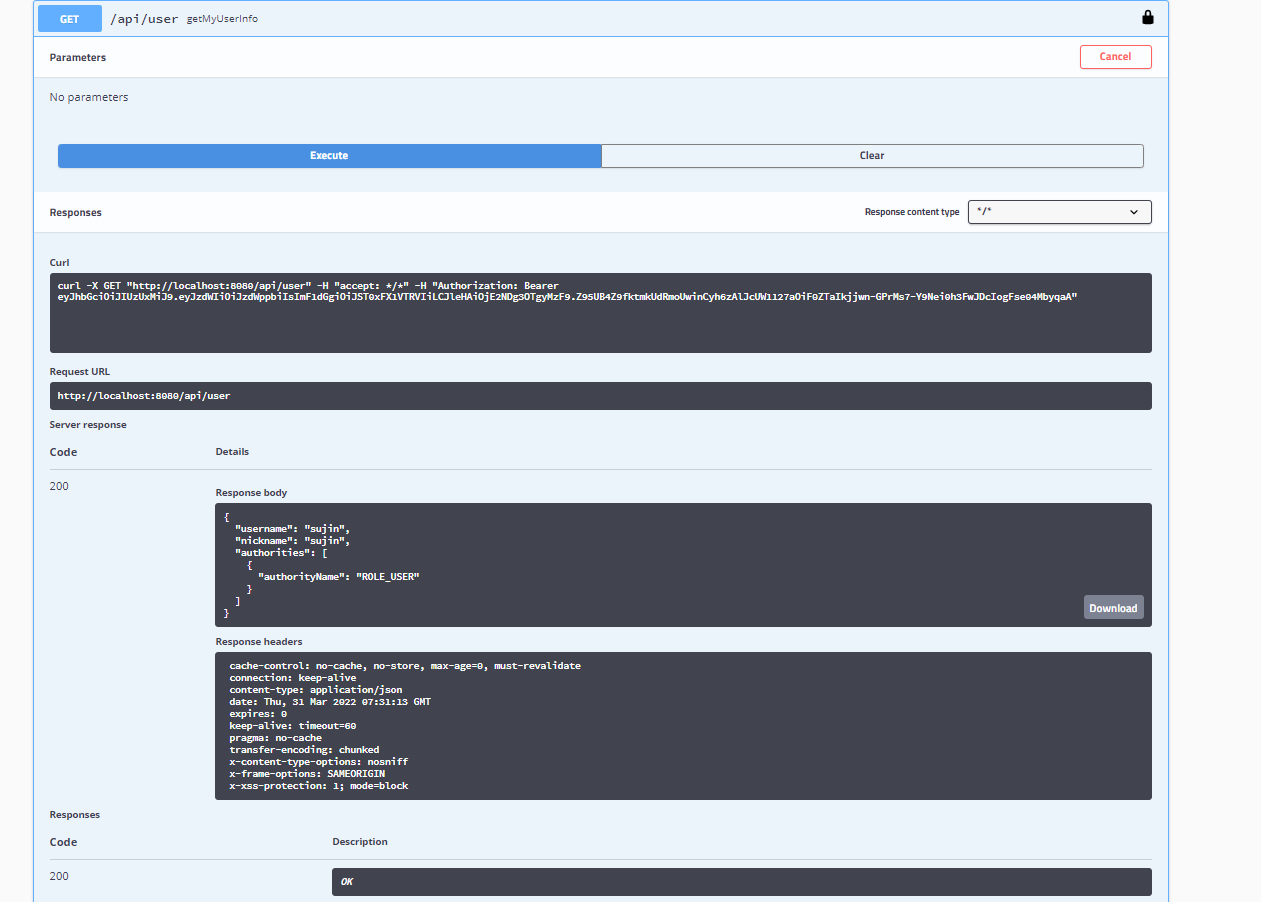 GET /api/user getMyUserInfo
Parameters
Cancel
No parameters
Execute
Clear
Responses
Response content type
*/*
Curl
curl -X GET "http://localhost:8080/api/user" -H "accept: */*" -H "Authorization: Bearer
Request URL
http://localhost:8080/api/user
Server response
Code Details
200
Response body
{
"username": "sujin",
"nickname": "sujin",
"authorities": [
{
"authorityName": "ROLE_USER"
}
]
}
Download
Response headers
cache-control: no-cache, no-store, max-age=0, must-revalidate
connection: keep-alive
content-type: application/json
date: Thu, 31 Mar 2022 07:31:13 GMT
expires: 0
keep-alive: timeout=60
pragma: no-cache
transfer-encoding: chunked
x-content-type-options: nosniff
x-frame-options: SAMEORIGIN
x-xss-protection: 1; mode=block
Responses
Code Description
200
OK